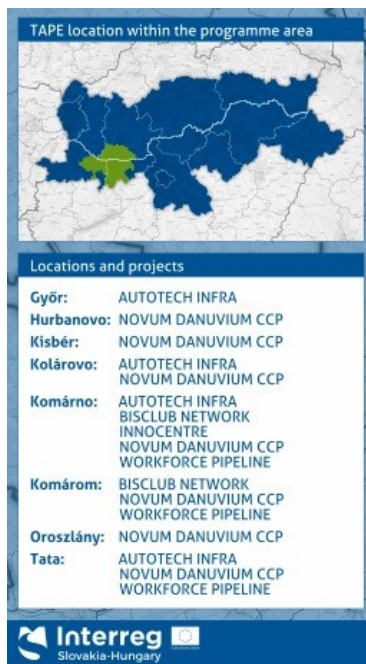 TAPE location within the programme area
Locations and projects
Győr: AUTOTECH INFRA
Hurbanovo: NOVUM DANUVIUM CCP
Kisbér: NOVUM DANUVIUM CCP
Kolárovo: AUTOTECH INFRA
NOVUM DANUVIUM CCP
Komárno: AUTOTECH INFRA
BISCLUB NETWORK
INNOCENTRE
NOVUM DANUVIUM CCP
WORKFORCE PIPELINE
Komárom: BISCLUB NETWORK
NOVUM DANUVIUM CCP
WORKFORCE PIPELINE
Oroszlány: NOVUM DANUVIUM CCP
Tata: AUTOTECH INFRA
NOVUM DANUVIUM CCP
WORKFORCE PIPELINE
Interreg
Slovakia-Hungary